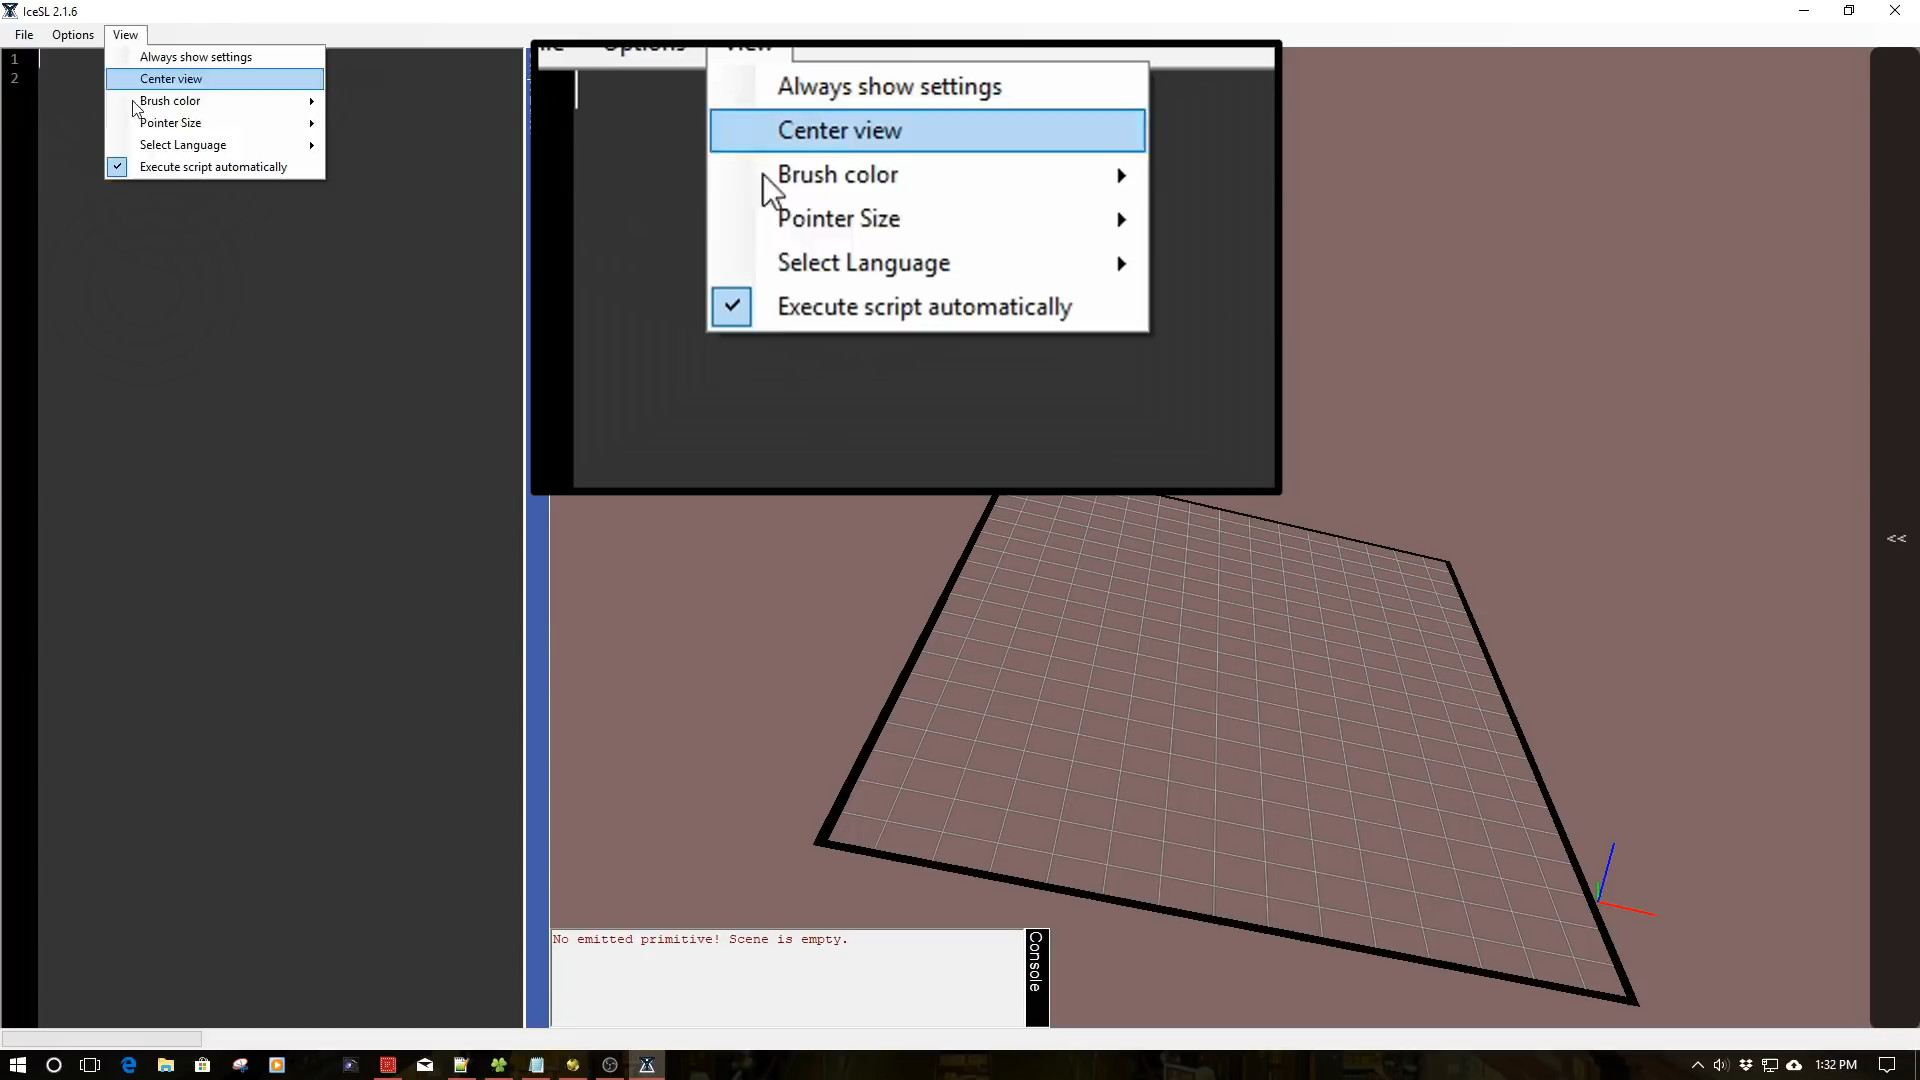 IceSL 2.1.6
File Options View
1
2
Always show settings
Center view
Brush color
Pointer Size
Select Language
Execute script automatically
Options View
Always show settings
Center view
Brush color
Pointer Size
Select Language
Execute script automatically
<<
No emitted primitive! Scene is empty.
Console
1:32 PM